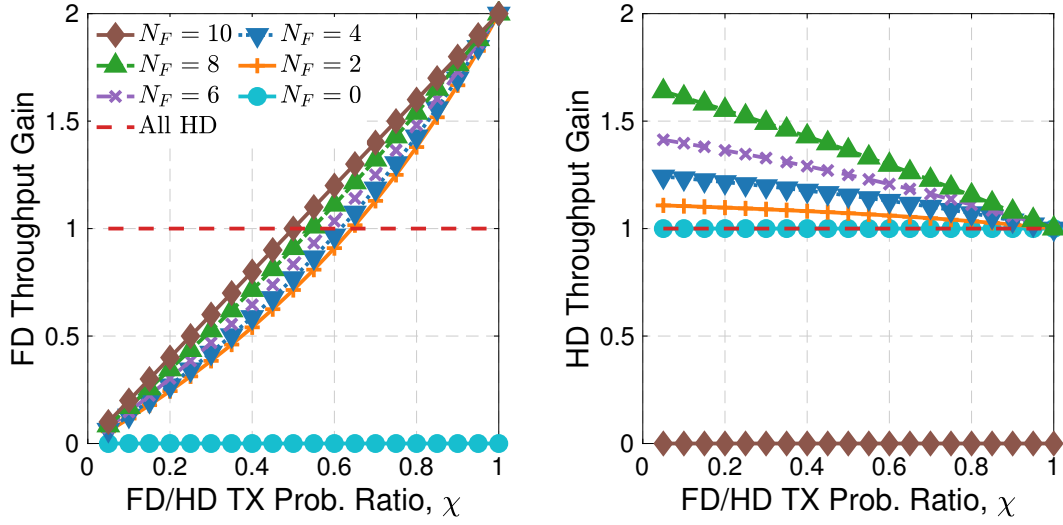 2
1.5
1
0.5
0
0 0.2 0.4 0.6 0.8 1
FD Throughput Gain
FD/HD TX Prob. Ratio, χ
N_F = 10
N_F = 4
N_F = 8
N_F = 2
N_F = 6
N_F = 0
All HD
2
1.5
1
0.5
0
0 0.2 0.4 0.6 0.8 1
HD Throughput Gain
FD/HD TX Prob. Ratio, χ